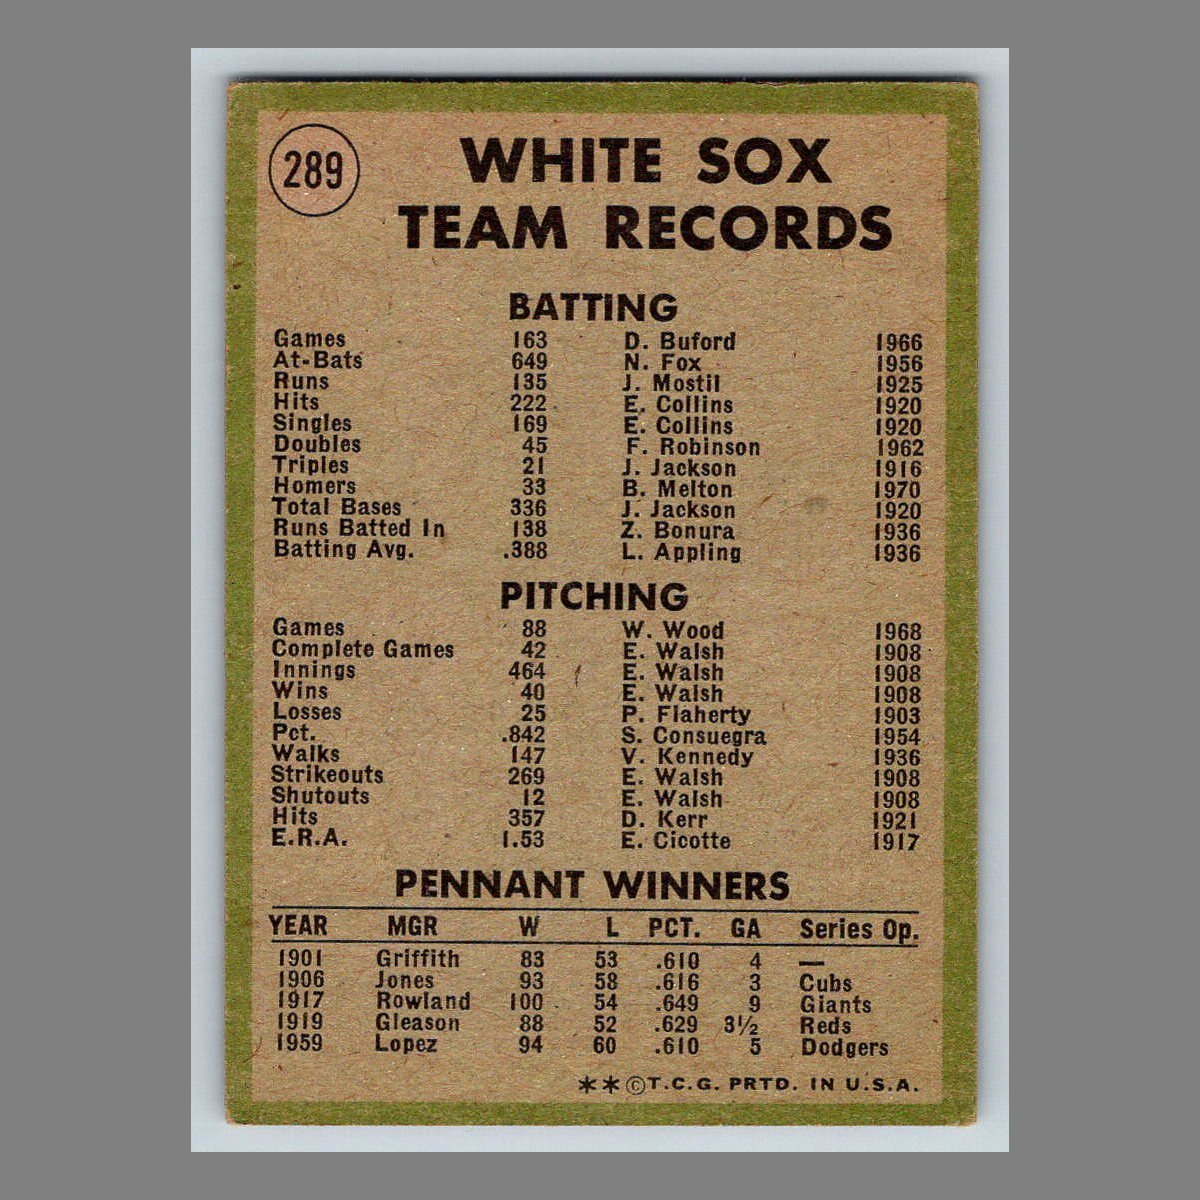 289
WHITE SOX
TEAM RECORDS
BATTING
Games 163 D. Buford 1966
At-Bats 649 N. Fox 1956
Runs 135 J. Mostil 1925
Hits 222 E. Collins 1920
Singles 169 E. Collins 1920
Doubles 45 F. Robinson 1962
Triples 21 J. Jackson 1916
Homers 33 B. Melton 1970
Total Bases 336 J. Jackson 1920
Runs Batted In 138 Z. Bonura 1936
Batting Avg. .388 L. Appling 1936
PITCHING
Games 88 W. Wood 1968
Complete Games 42 E. Walsh 1908
Innings 464 E. Walsh 1908
Wins 40 E. Walsh 1908
Losses 25 P. Flaherty 1903
Pct. .842 S. Consuegra 1954
Walks 147 V. Kennedy 1936
Strikeouts 269 E. Walsh 1908
Shutouts 12 E. Walsh 1908
Hits 357 D. Kerr 1921
E.R.A. 1.53 E. Cicotte 1917
PENNANT WINNERS
YEAR MGR W L PCT. GA Series Op.
1901 Griffith 83 53 .610 4 —
1906 Jones 93 58 .616 3 Cubs
1917 Rowland 100 54 .649 9 Giants
1919 Gleason 88 52 .629 3½ Reds
1959 Lopez 94 60 .610 5 Dodgers
**©T.C.G. PRTD. IN U.S.A.